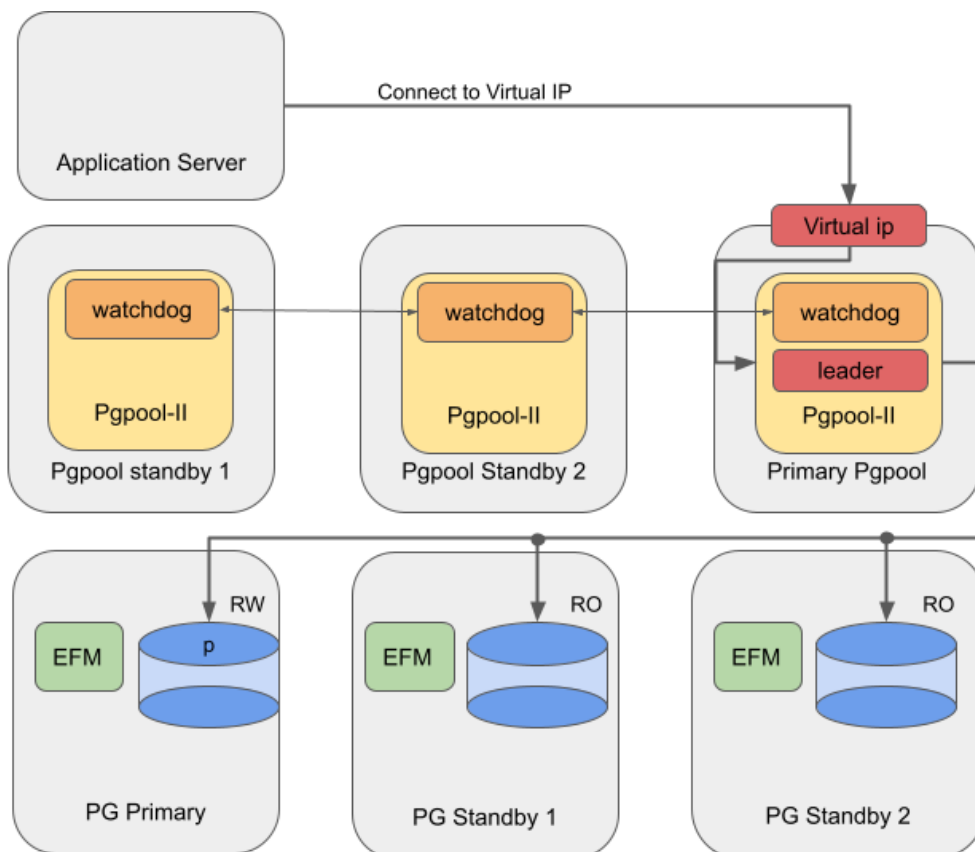 Connect to Virtual IP
Application Server
Virtual ip
watchdog
watchdog
watchdog
leader
Pgpool-II
Pgpool-II
Pgpool-II
Pgpool standby 1
Pgpool Standby 2
Primary Pgpool
RW
RO
RO
p
EFM
EFM
EFM
PG Primary
PG Standby 1
PG Standby 2